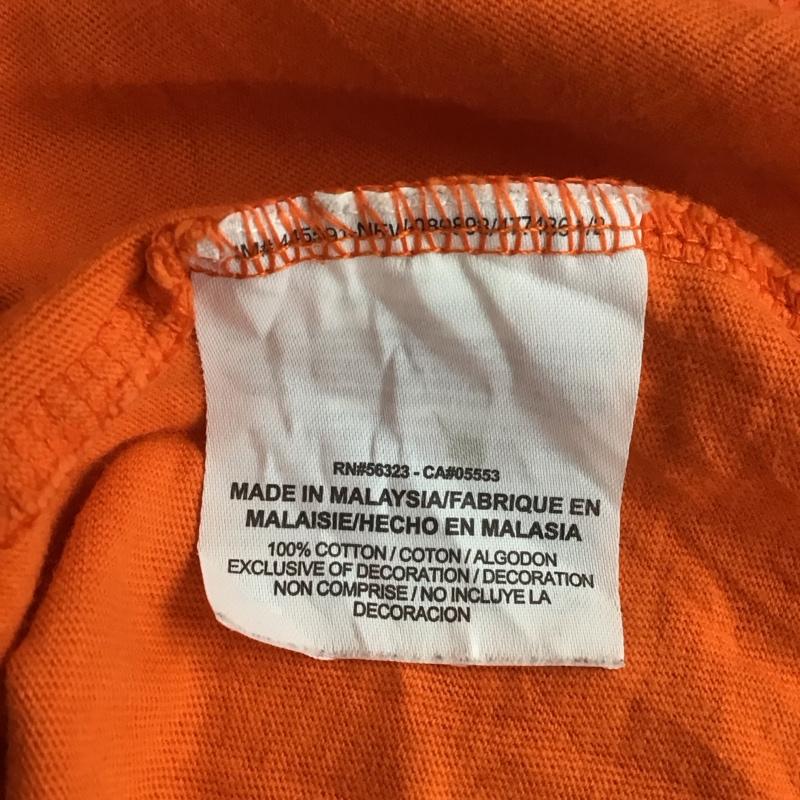 RN#56323 - CA#05553
MADE IN MALAYSIA/FABRIQUE EN
MALAISIE/HECHO EN MALASIA
100% COTTON / COTON / ALGODON
EXCLUSIVE OF DECORATION / DECORATION
NON COMPRISE / NO INCLUYE LA
DECORACION